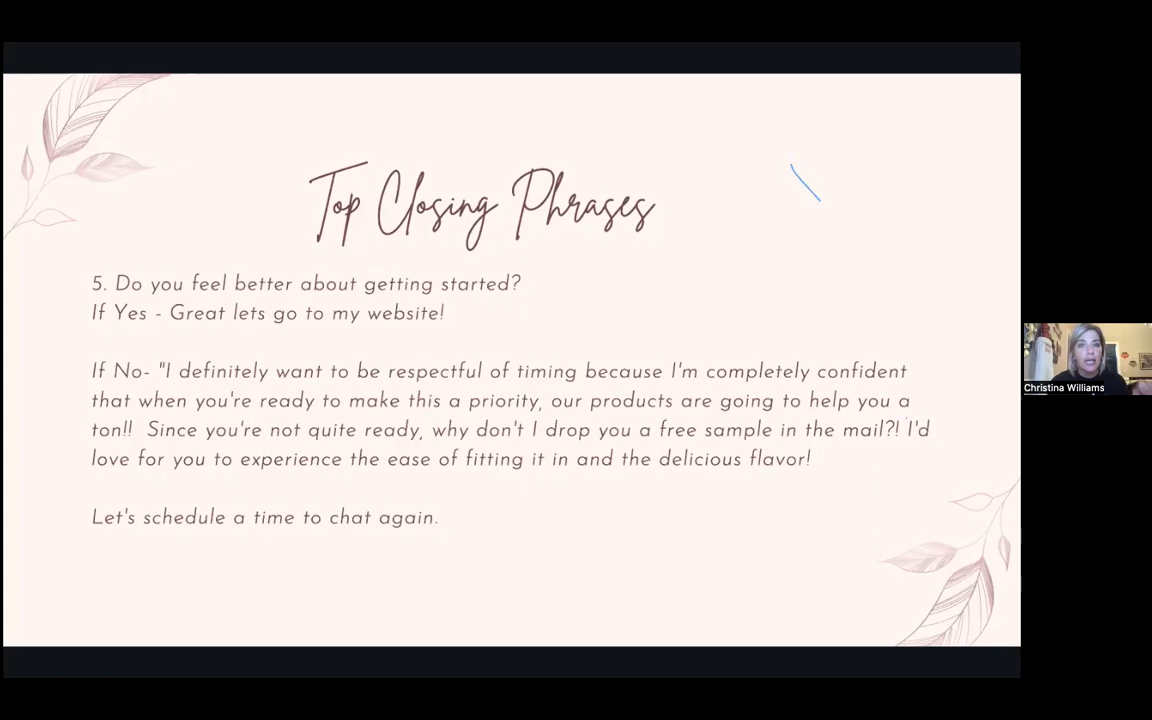 Top Closing Phrases
5. Do you feel better about getting started?
If Yes - Great lets go to my website!
If No- "I definitely want to be respectful of timing because I'm completely confident
that when you're ready to make this a priority, our products are going to help you a
ton!!  Since you're not quite ready, why don't I drop you a free sample in the mail?! I'd
love for you to experience the ease of fitting it in and the delicious flavor!
Christina Williams
Let's schedule a time to chat again.